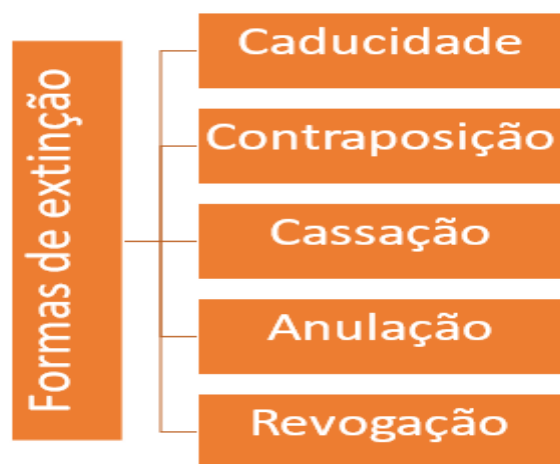 Formas de extinção
Caducidade
Contraposição
Cassação
Anulação
Revogação